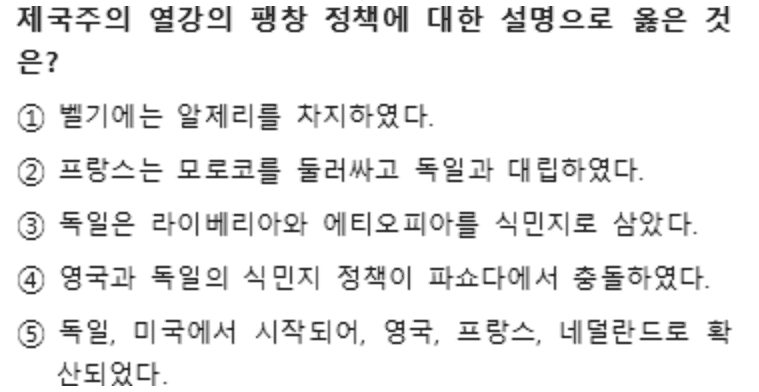 제국주의 열강의 팽창 정책에 대한 설명으로 옳은 것
은?
① 벨기에는 알제리를 차지하였다.
② 프랑스는 모로코를 둘러싸고 독일과 대립하였다.
③ 독일은 라이베리아와 에티오피아를 식민지로 삼았다.
④ 영국과 독일의 식민지 정책이 파쇼다에서 충돌하였다.
⑤ 독일, 미국에서 시작되어, 영국, 프랑스, 네덜란드로 확
산되었다.